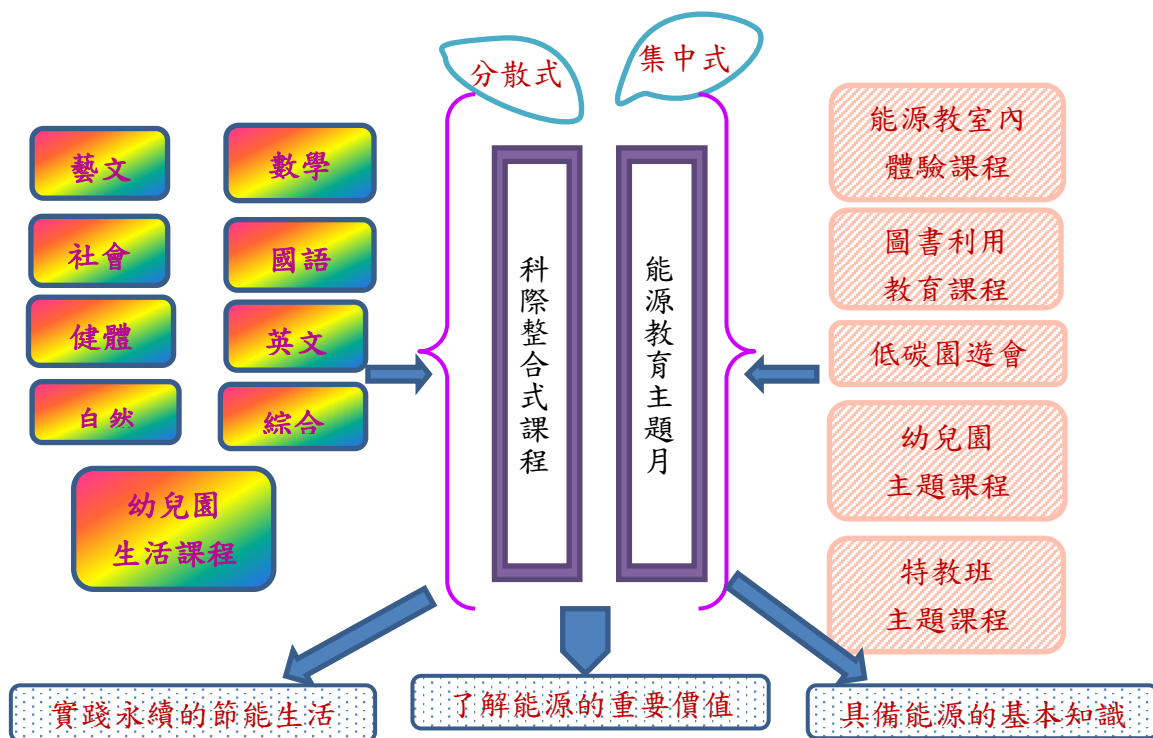 分散式
集中式
藝文
數學
社會
國語
健體
英文
自然
綜合
幼兒園
生活課程
科際整合式課程
能源教育主題月
能源教室內
體驗課程
圖書利用
教育課程
低碳園遊會
幼兒園
主題課程
特教班
主題課程
實踐永續的節能生活
了解能源的重要價值
具備能源的基本知識